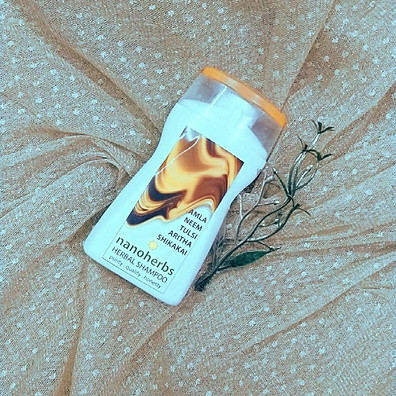 AMLA
NEEM
TULSI
ARITHA
SHIKAKAI
nanoherbs
HERBAL SHAMPOO
purity . quality . honesty